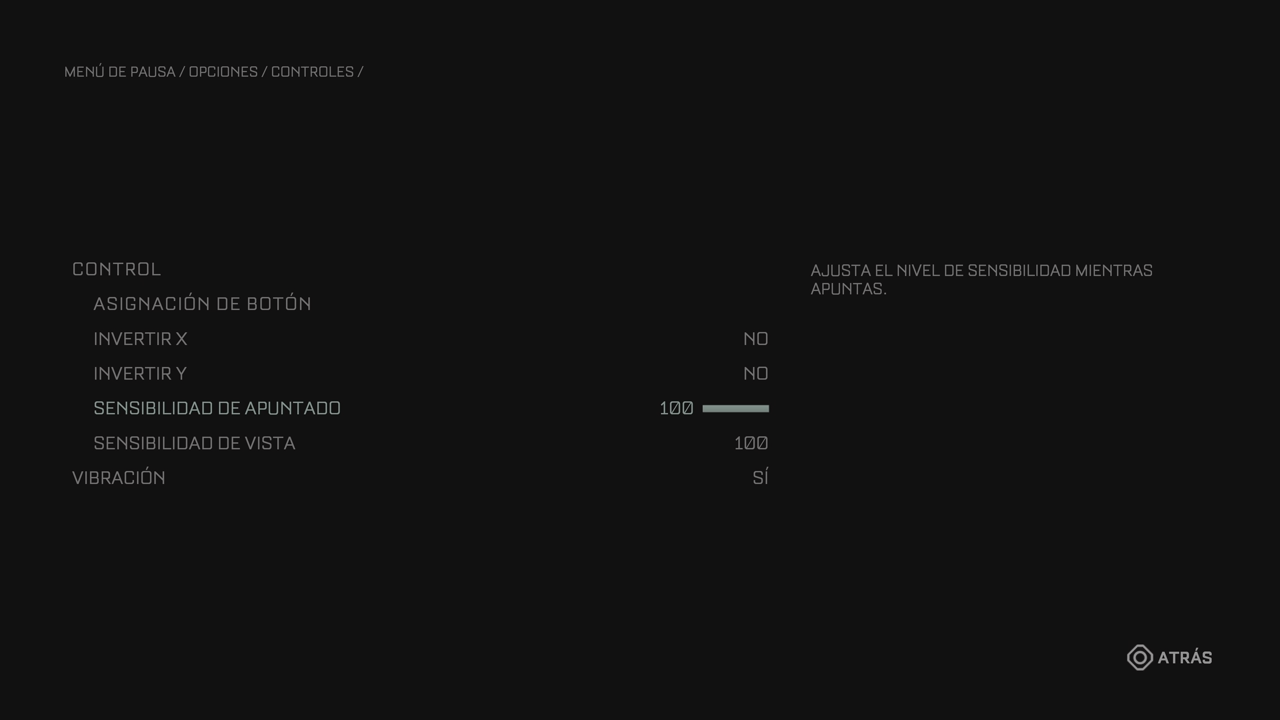 MENÚ DE PAUSA / OPCIONES / CONTROLES /
CONTROL
ASIGNACIÓN DE BOTÓN
INVERTIR X NO
INVERTIR Y NO
SENSIBILIDAD DE APUNTADO 100
SENSIBILIDAD DE VISTA 100
VIBRACIÓN SÍ
AJUSTA EL NIVEL DE SENSIBILIDAD MIENTRAS
APUNTAS.
ATRÁS